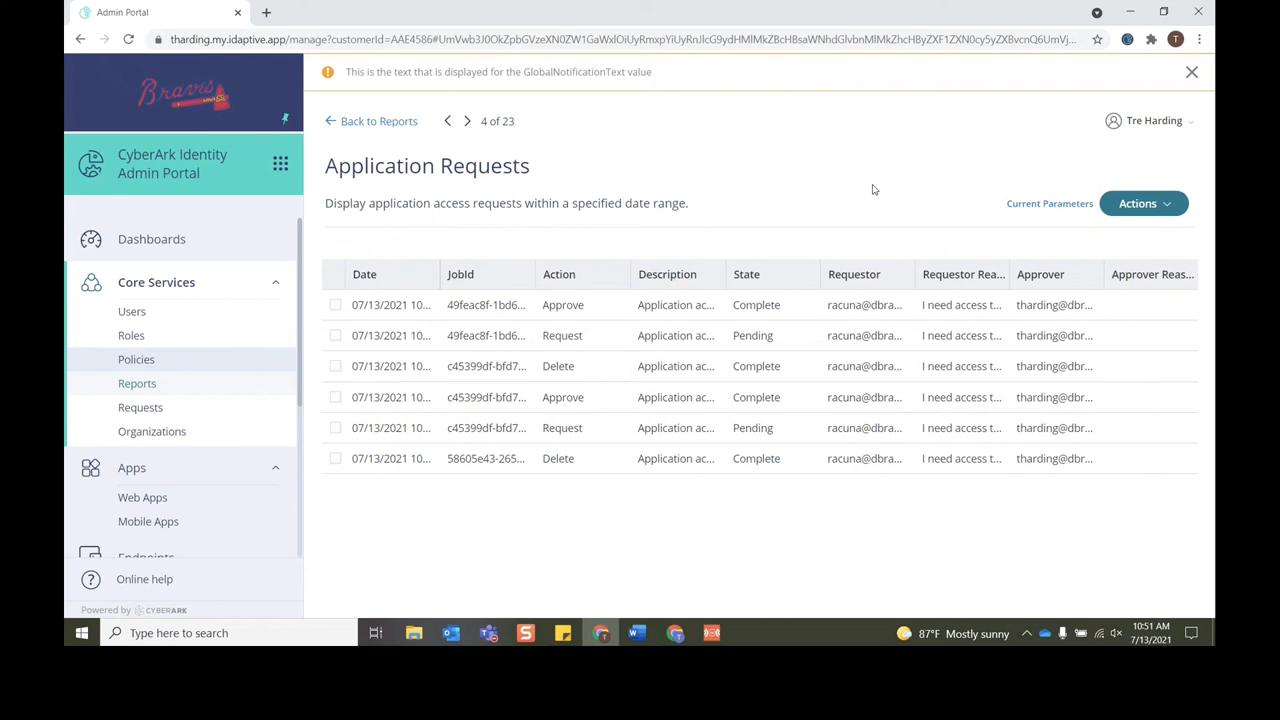 Admin Portal
tharding.my.idaptive.app/manage?customerId=AAE4586#UmVwb3J0OkZpbGVzeXN0ZW1GaWxlOiUyRmxpYiUyRnJlcG9ydHMlMkZBcHBsaWNhdGlvbnMlMkZhcHByZXF1ZXN0cy5yZXBvcnQ6UmVj...
Bravis
This is the text that is displayed for the GlobalNotificationText value
Back to Reports
4 of 23
Tre Harding
CyberArk Identity
Admin Portal
Application Requests
Display application access requests within a specified date range.
Current Parameters
Actions
Dashboards
Core Services
Users
Roles
Policies
Reports
Requests
Organizations
Apps
Web Apps
Mobile Apps
Endpoints
Online help
Powered by CYBERARK
Date JobId Action Description State Requestor Requestor Rea... Approver Approver Reas...
07/13/2021 10... 49feac8f-1bd6... Approve Application ac... Complete racuna@dbra... I need access t... tharding@dbr...
07/13/2021 10... 49feac8f-1bd6... Request Application ac... Pending racuna@dbra... I need access t... tharding@dbr...
07/13/2021 10... c45399df-bfd7... Delete Application ac... Complete racuna@dbra... I need access t... tharding@dbr...
07/13/2021 10... c45399df-bfd7... Approve Application ac... Complete racuna@dbra... I need access t... tharding@dbr...
07/13/2021 10... c45399df-bfd7... Request Application ac... Pending racuna@dbra... I need access t... tharding@dbr...
07/13/2021 10... 58605e43-265... Delete Application ac... Complete racuna@dbra... I need access t... tharding@dbr...
Type here to search
87°F Mostly sunny
10:51 AM
7/13/2021